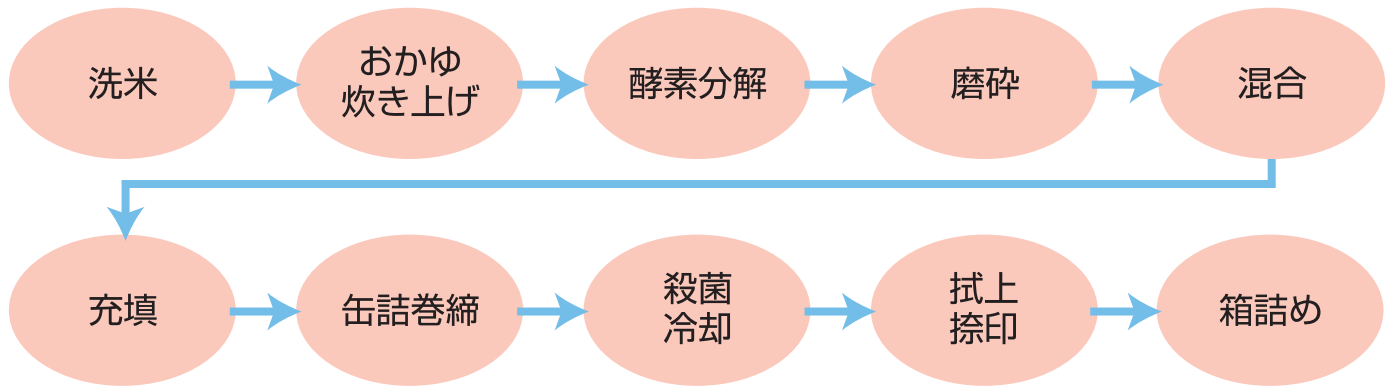 洗米
おかゆ
炊き上げ
酵素分解
磨砕
混合
充填
缶詰巻締
殺菌
冷却
拭上
捺印
箱詰め